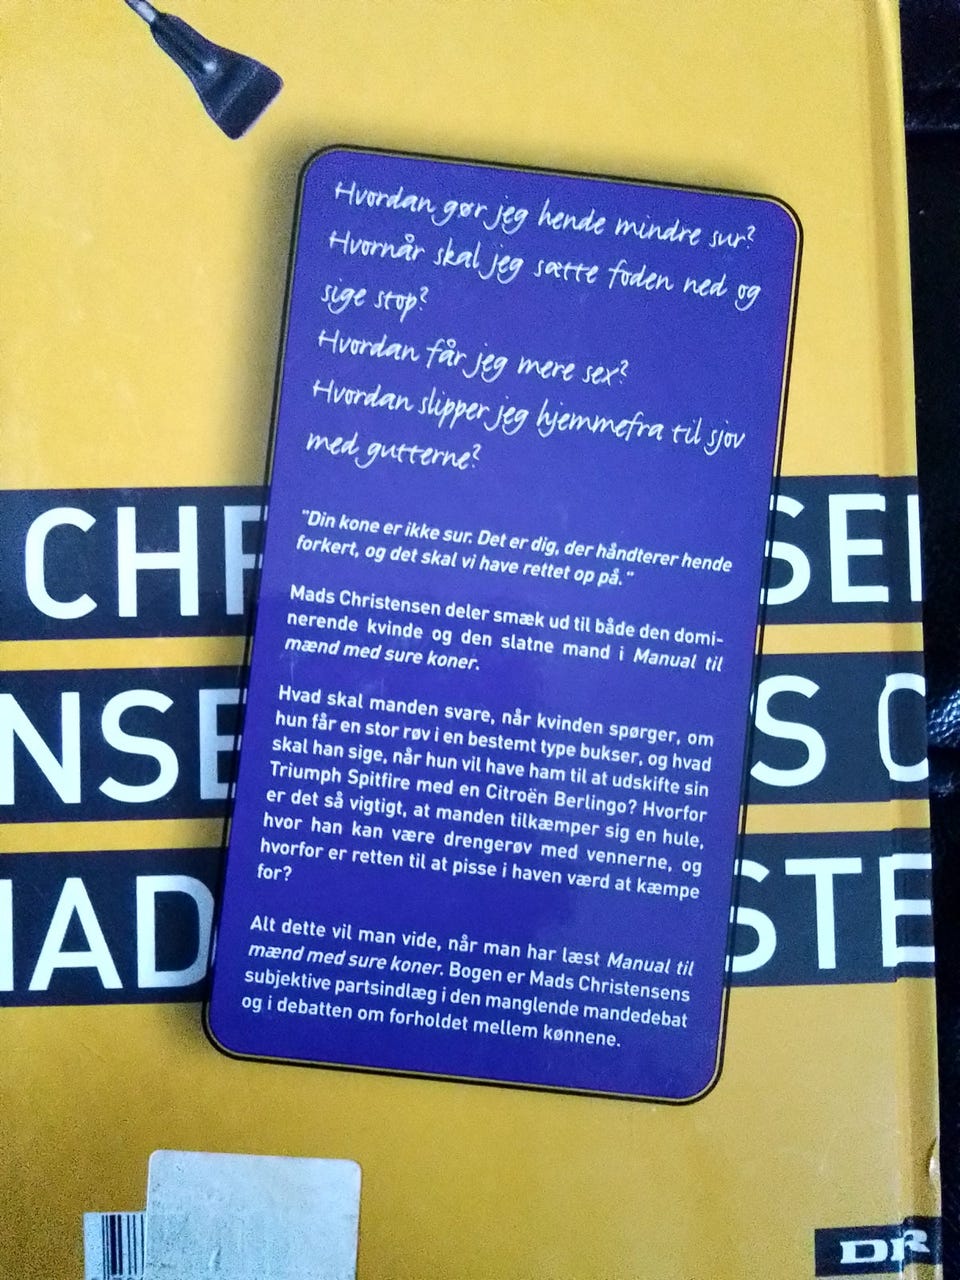 Hvordan gør jeg hende mindre sur?
Hvornår skal jeg sætte foden ned og
sige stop?
Hvordan får jeg mere sex?
Hvordan slipper jeg hjemmefra til sjov
med gutterne?
"Din kone er ikke sur. Det er dig, der håndterer hende
forkert, og det skal vi have rettet op på."
Mads Christensen deler smæk ud til både den domi-
nerende kvinde og den slatne mand i Manual til
mænd med sure koner.
Hvad skal manden svare, når kvinden spørger, om
hun får en stor røv i en bestemt type bukser, og hvad
skal han sige, når hun vil have ham til at udskifte sin
Triumph Spitfire med en Citroën Berlingo? Hvorfor
er det så vigtigt, at manden tilkæmper sig en hule,
hvor han kan være drengerøv med vennerne, og
hvorfor er retten til at pisse i haven værd at kæmpe
for?
Alt dette vil man vide, når man har læst Manual til
mænd med sure koner. Bogen er Mads Christensens
subjektive partsindlæg i den manglende mandedebat
og i debatten om forholdet mellem kønnene.
CHR SEN
NSE S C
MAD STE
DR